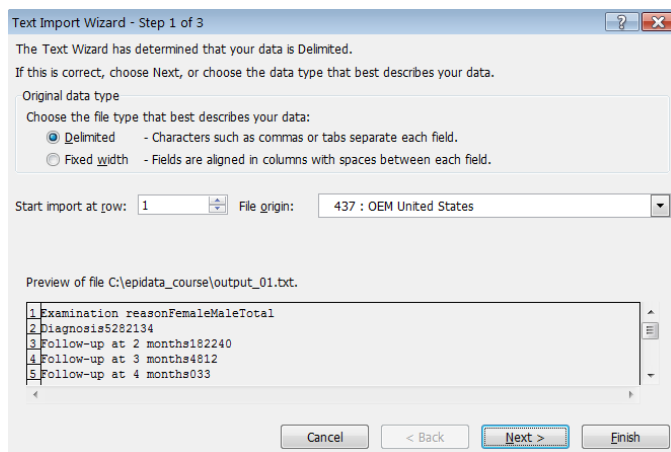 Text Import Wizard - Step 1 of 3
The Text Wizard has determined that your data is Delimited.
If this is correct, choose Next, or choose the data type that best describes your data.
Original data type
Choose the file type that best describes your data:
Delimited - Characters such as commas or tabs separate each field.
Fixed width - Fields are aligned in columns with spaces between each field.
Start import at row: 1 File origin: 437 : OEM United States
Preview of file C:\epidata_course\output_01.txt.
1 Examination reasonFemaleMaleTotal
2 Diagnosis5282134
3 Follow-up at 2 months182240
4 Follow-up at 3 months4812
5 Follow-up at 4 months033
Cancel < Back Next > Finish